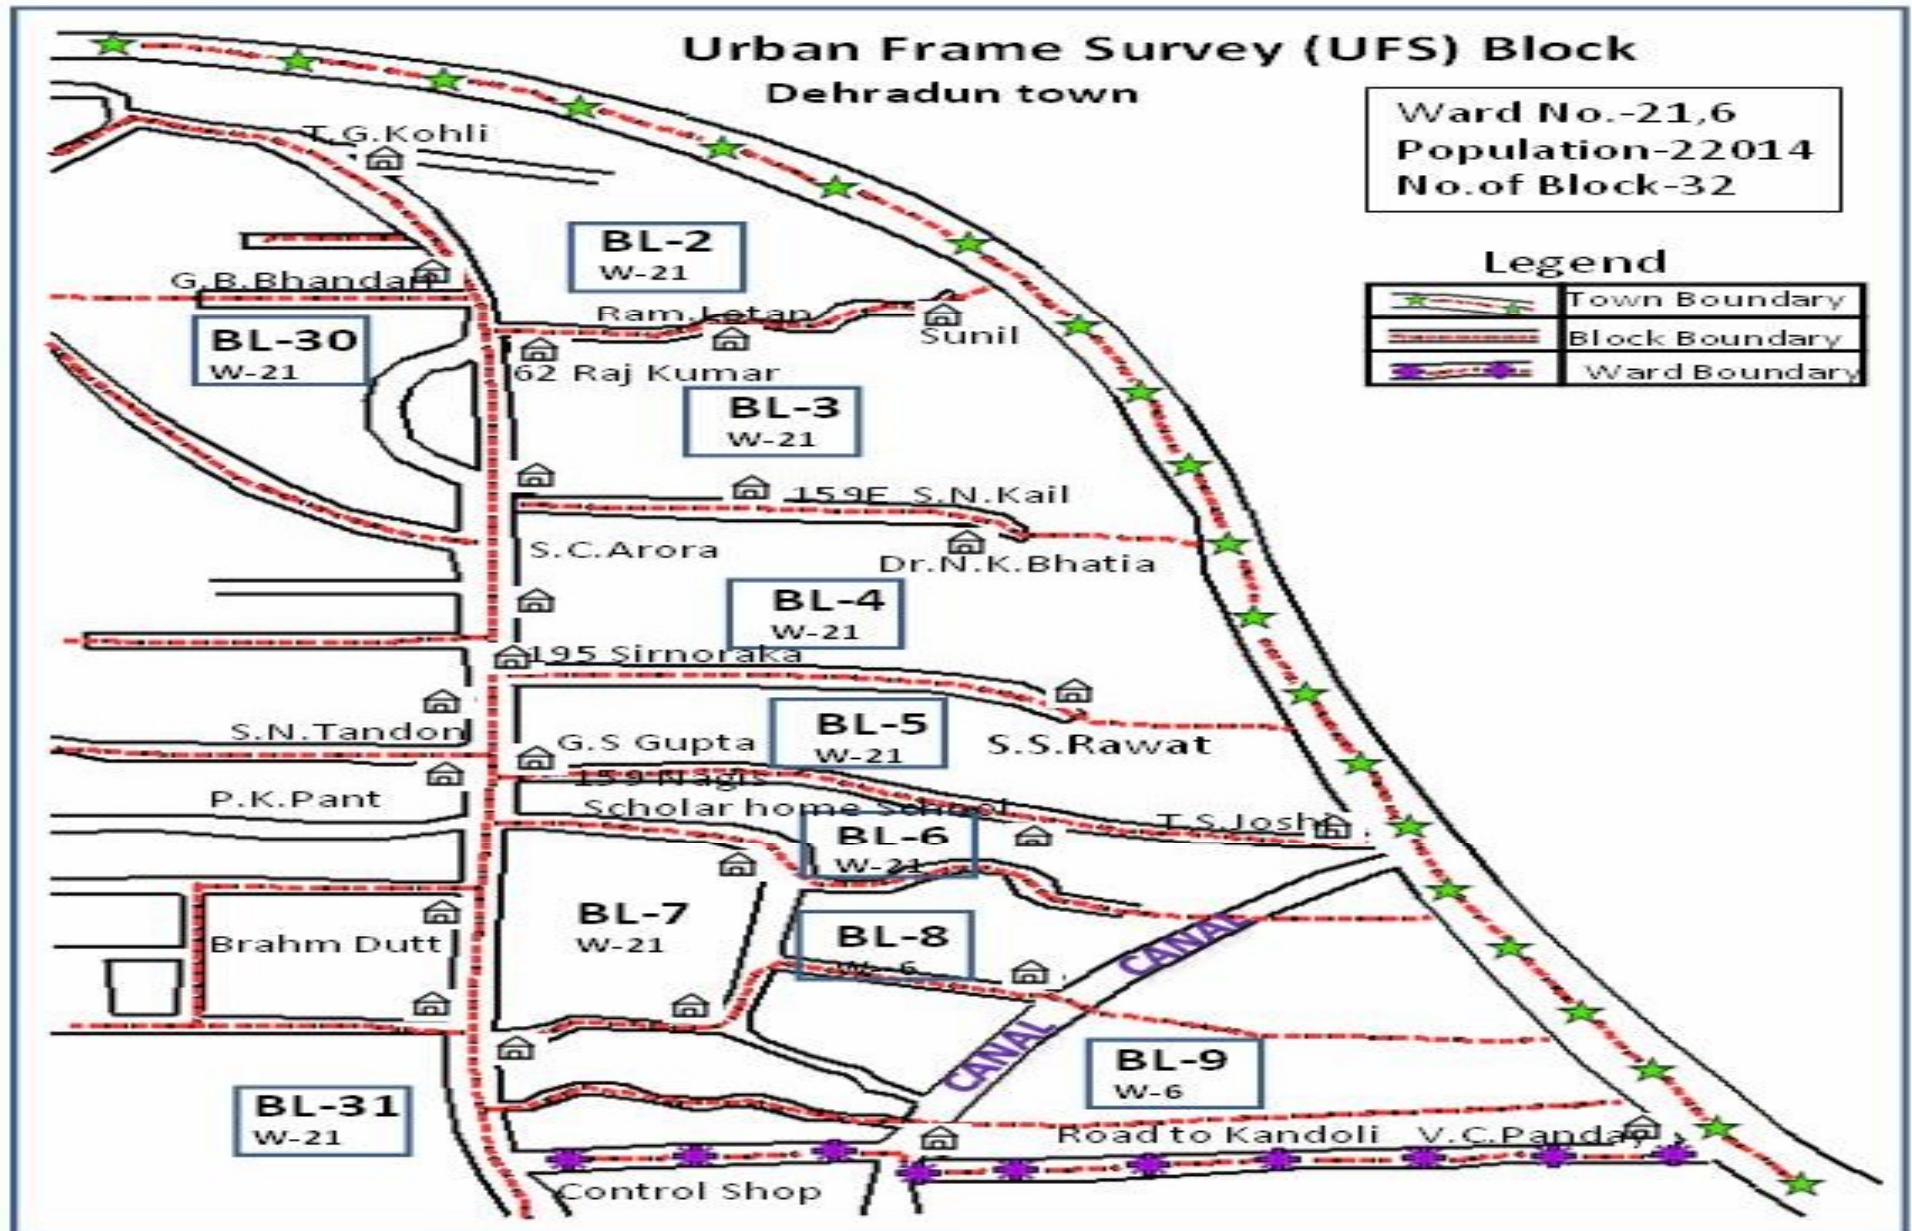 Urban Frame Survey (UFS) Block
Dehradun town
Ward No.-21,6
Population-22014
No.of Block-32
T.G.Kohli
BL-2
W-21
Legend
Town Boundary
Block Boundary
Ward Boundary
G.B.Bhandari
Ram.Lotan
Sunil
BL-30
W-21
62 Raj Kumar
BL-3
W-21
159E S.N.Kail
S.C.Arora
Dr.N.K.Bhatia
BL-4
W-21
195 Sirnoraka
S.N.Tandon
BL-5
W-21
G.S Gupta
S.S.Rawat
159 Nagis
P.K.Pant
Scholar home School
T.S.Joshi
BL-6
W-21
BL-7
W-21
Brahm Dutt
BL-8
W-6
CANAL
CANAL
BL-9
W-6
BL-31
W-21
Road to Kandoli
V.C.Panday
Control Shop